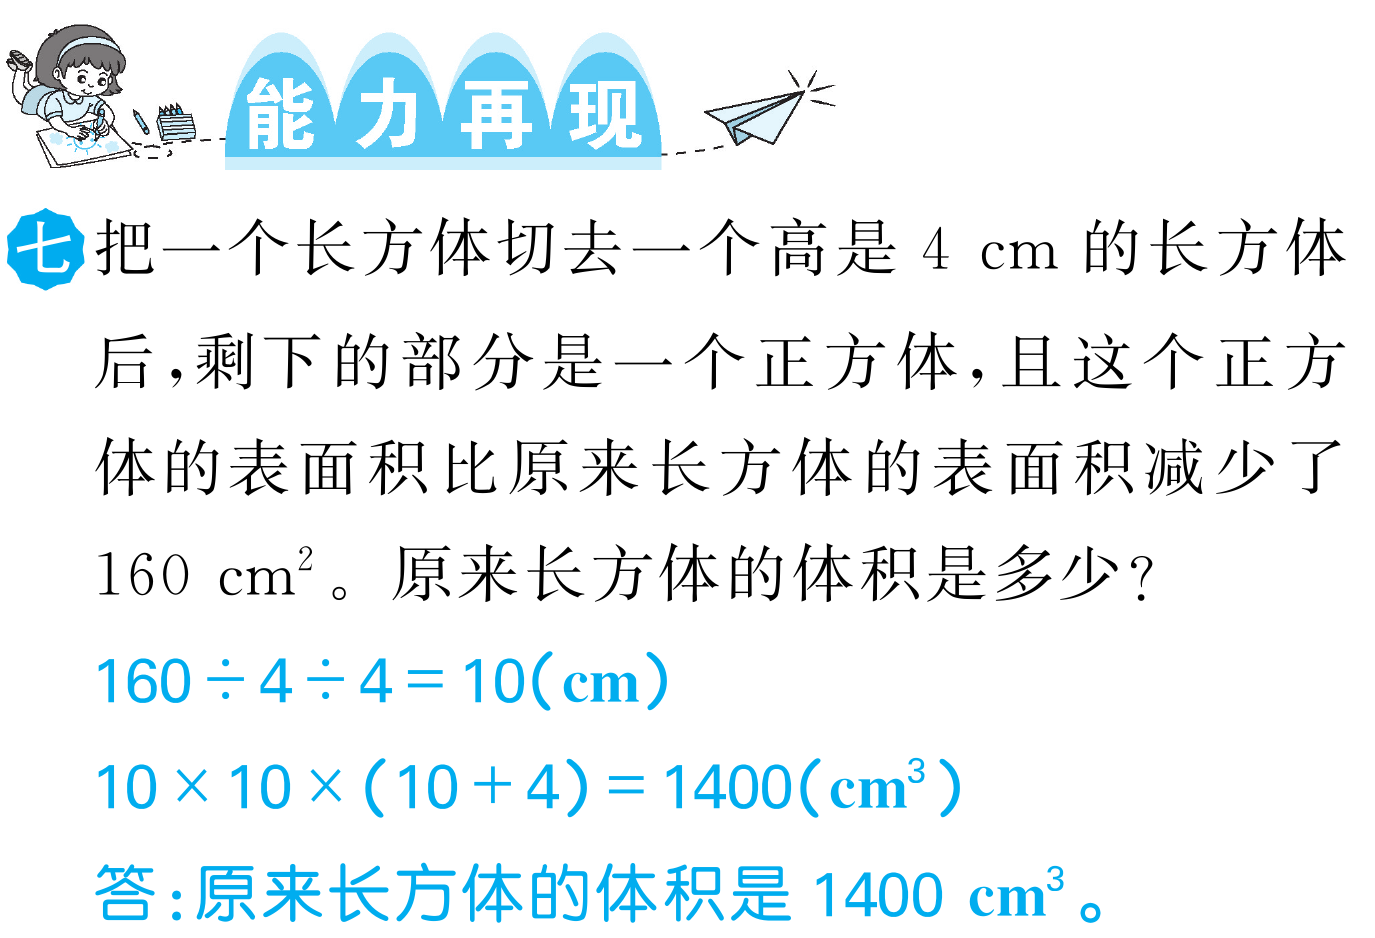 能力再现
七 把一个长方体切去一个高是 4 cm 的长方体
后,剩下的部分是一个正方体,且这个正方
体的表面积比原来长方体的表面积减少了
160 cm²。原来长方体的体积是多少?
160÷4÷4=10(cm)
10×10×(10+4)=1400(cm³)
答:原来长方体的体积是 1400 cm³。